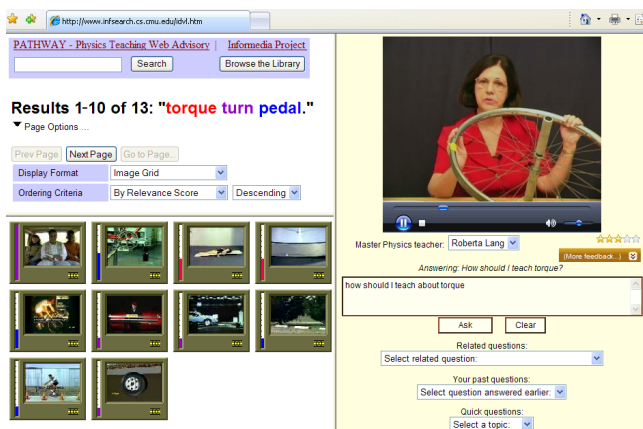 http://www.infsearch.cs.cmu.edu/idvl.htm
PATHWAY - Physics Teaching Web Advisory | Informedia Project
Search
Browse the Library
Results 1-10 of 13: "torque turn pedal."
Page Options ...
Prev Page
Next Page
Go to Page...
Display Format
Image Grid
Ordering Criteria
By Relevance Score
Descending
Master Physics teacher:
Roberta Lang
(More feedback...)
Answering: How should I teach torque?
how should I teach about torque
Ask
Clear
Related questions:
Select related question:
Your past questions:
Select question answered earlier:
Quick questions:
Select a topic: